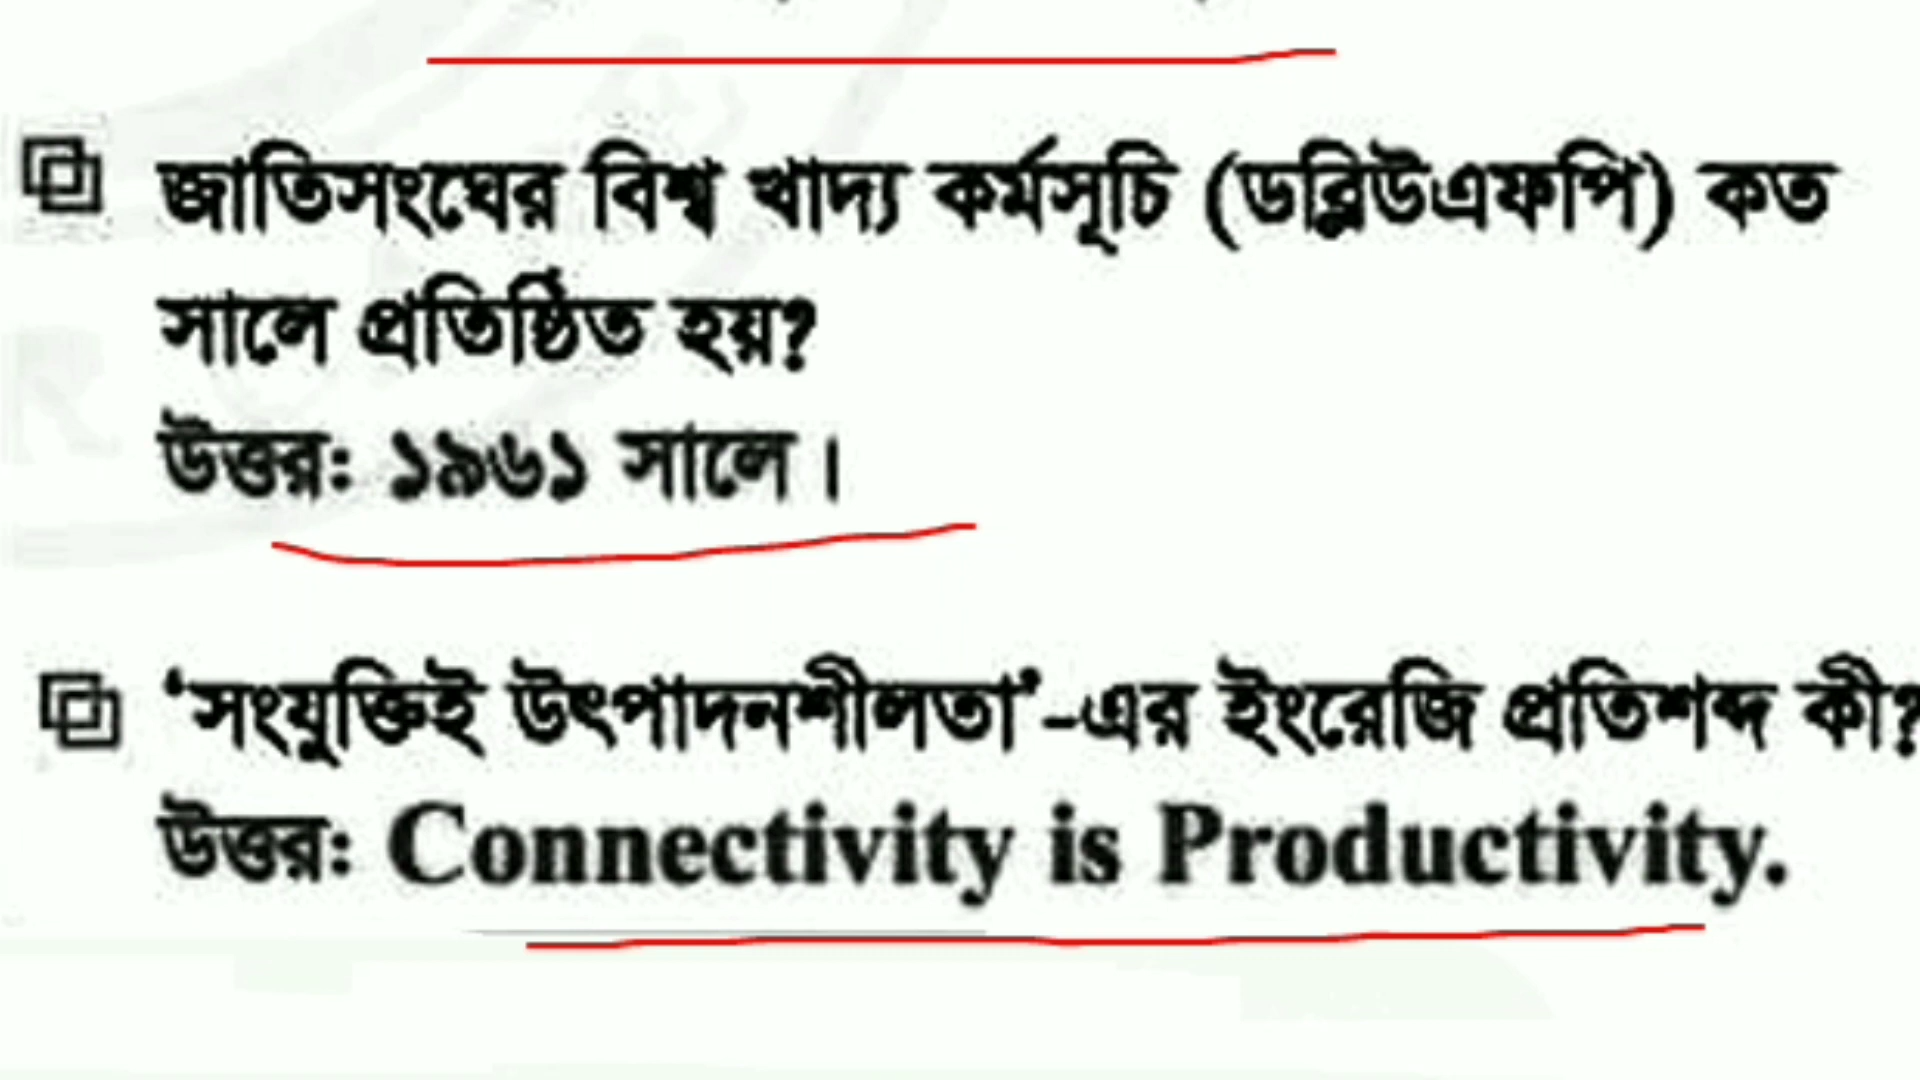 জাতিসংঘের বিশ্ব খাদ্য কর্মসূচি (ডব্লিউএফপি) কত
সালে প্রতিষ্ঠিত হয়?
উত্তরঃ ১৯৬১ সালে।
‘সংযুক্তিই উৎপাদনশীলতা’-এর ইংরেজি প্রতিশব্দ কী?
উত্তরঃ Connectivity is Productivity.